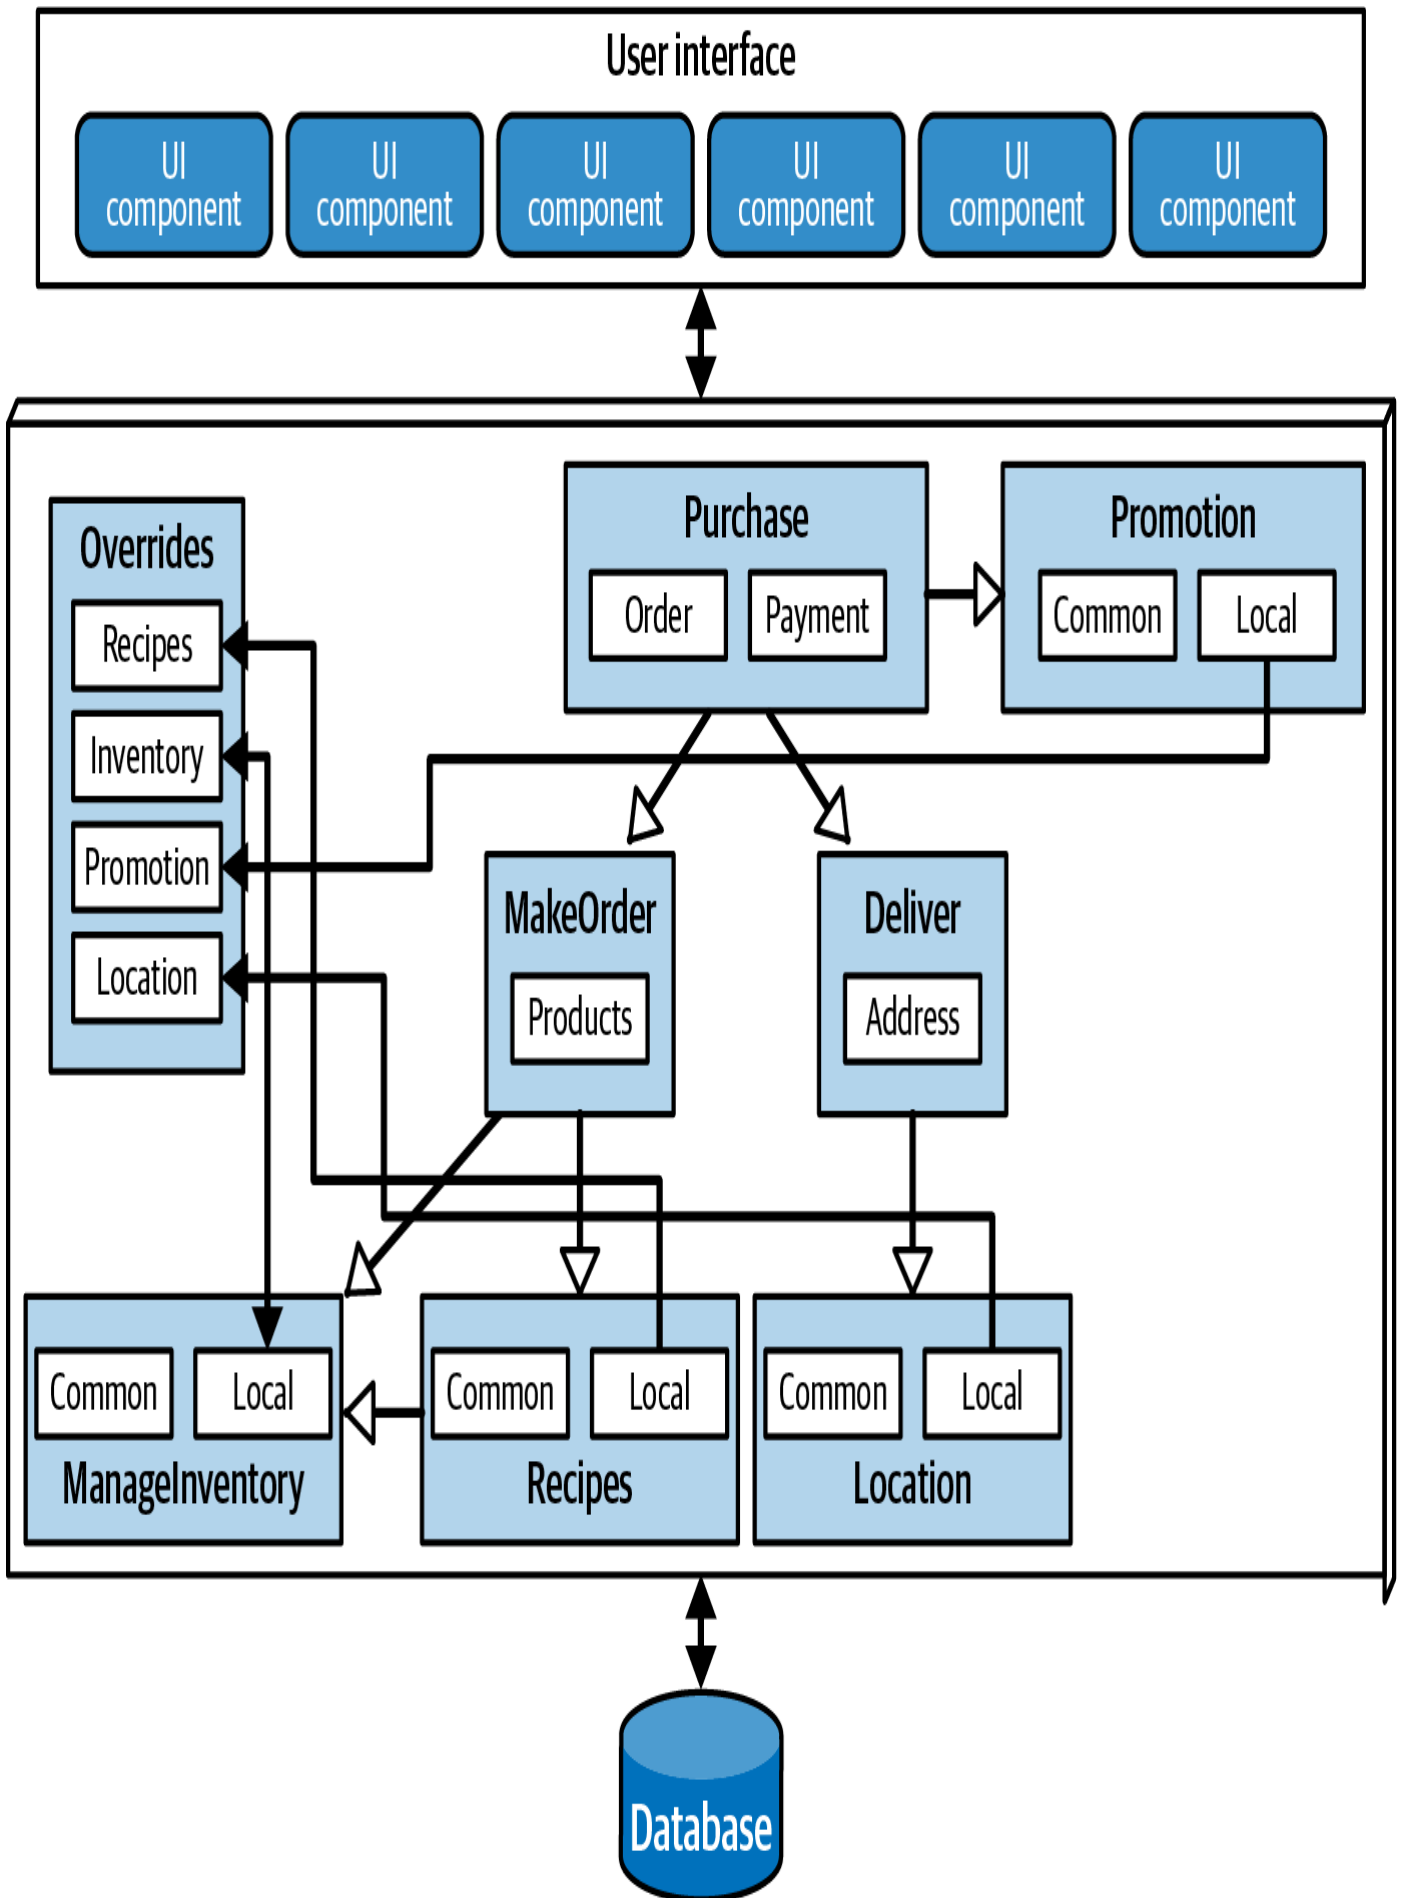 User interface
UI
component
UI
component
UI
component
UI
component
UI
component
UI
component
Overrides
Recipes
Inventory
Promotion
Location
Purchase
Order
Payment
Promotion
Common
Local
MakeOrder
Products
Deliver
Address
Common
Local
ManageInventory
Common
Local
Recipes
Common
Local
Location
Database